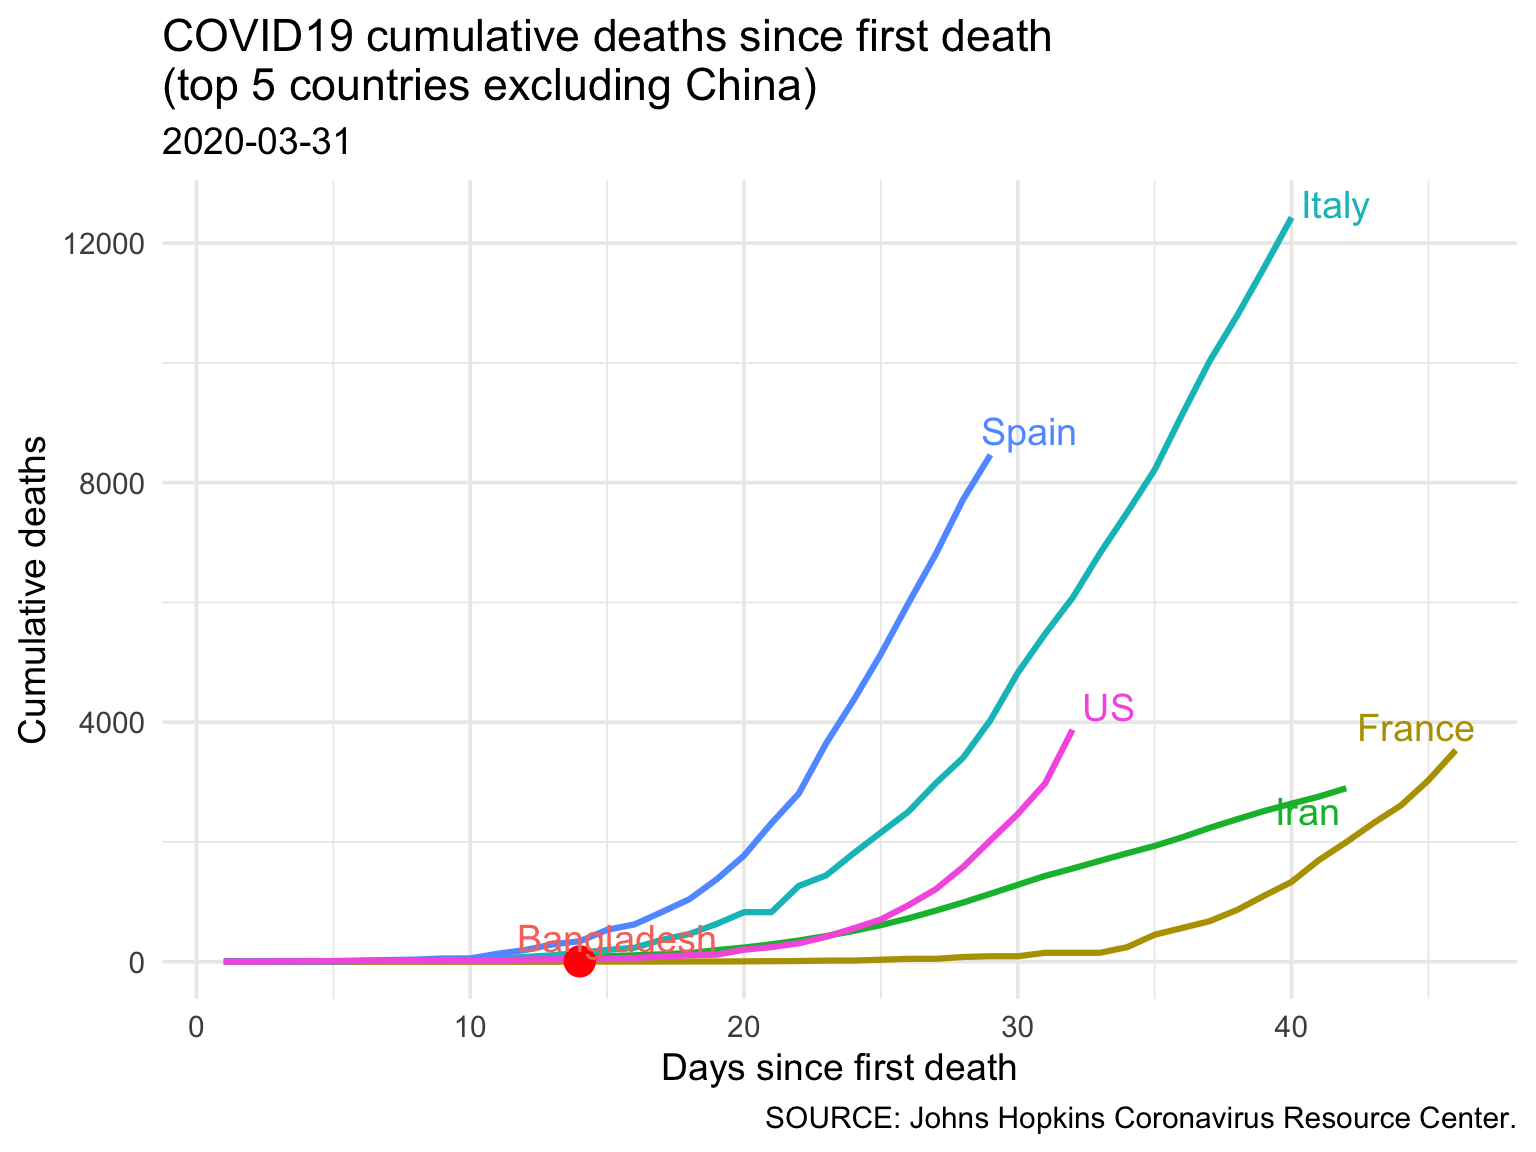 COVID19 cumulative deaths since first death
(top 5 countries excluding China)
2020-03-31
Italy
12000
Spain
8000
US
4000
France
Iran
Bangladesh
0
0 10 20 30 40
Cumulative deaths
Days since first death
SOURCE: Johns Hopkins Coronavirus Resource Center.